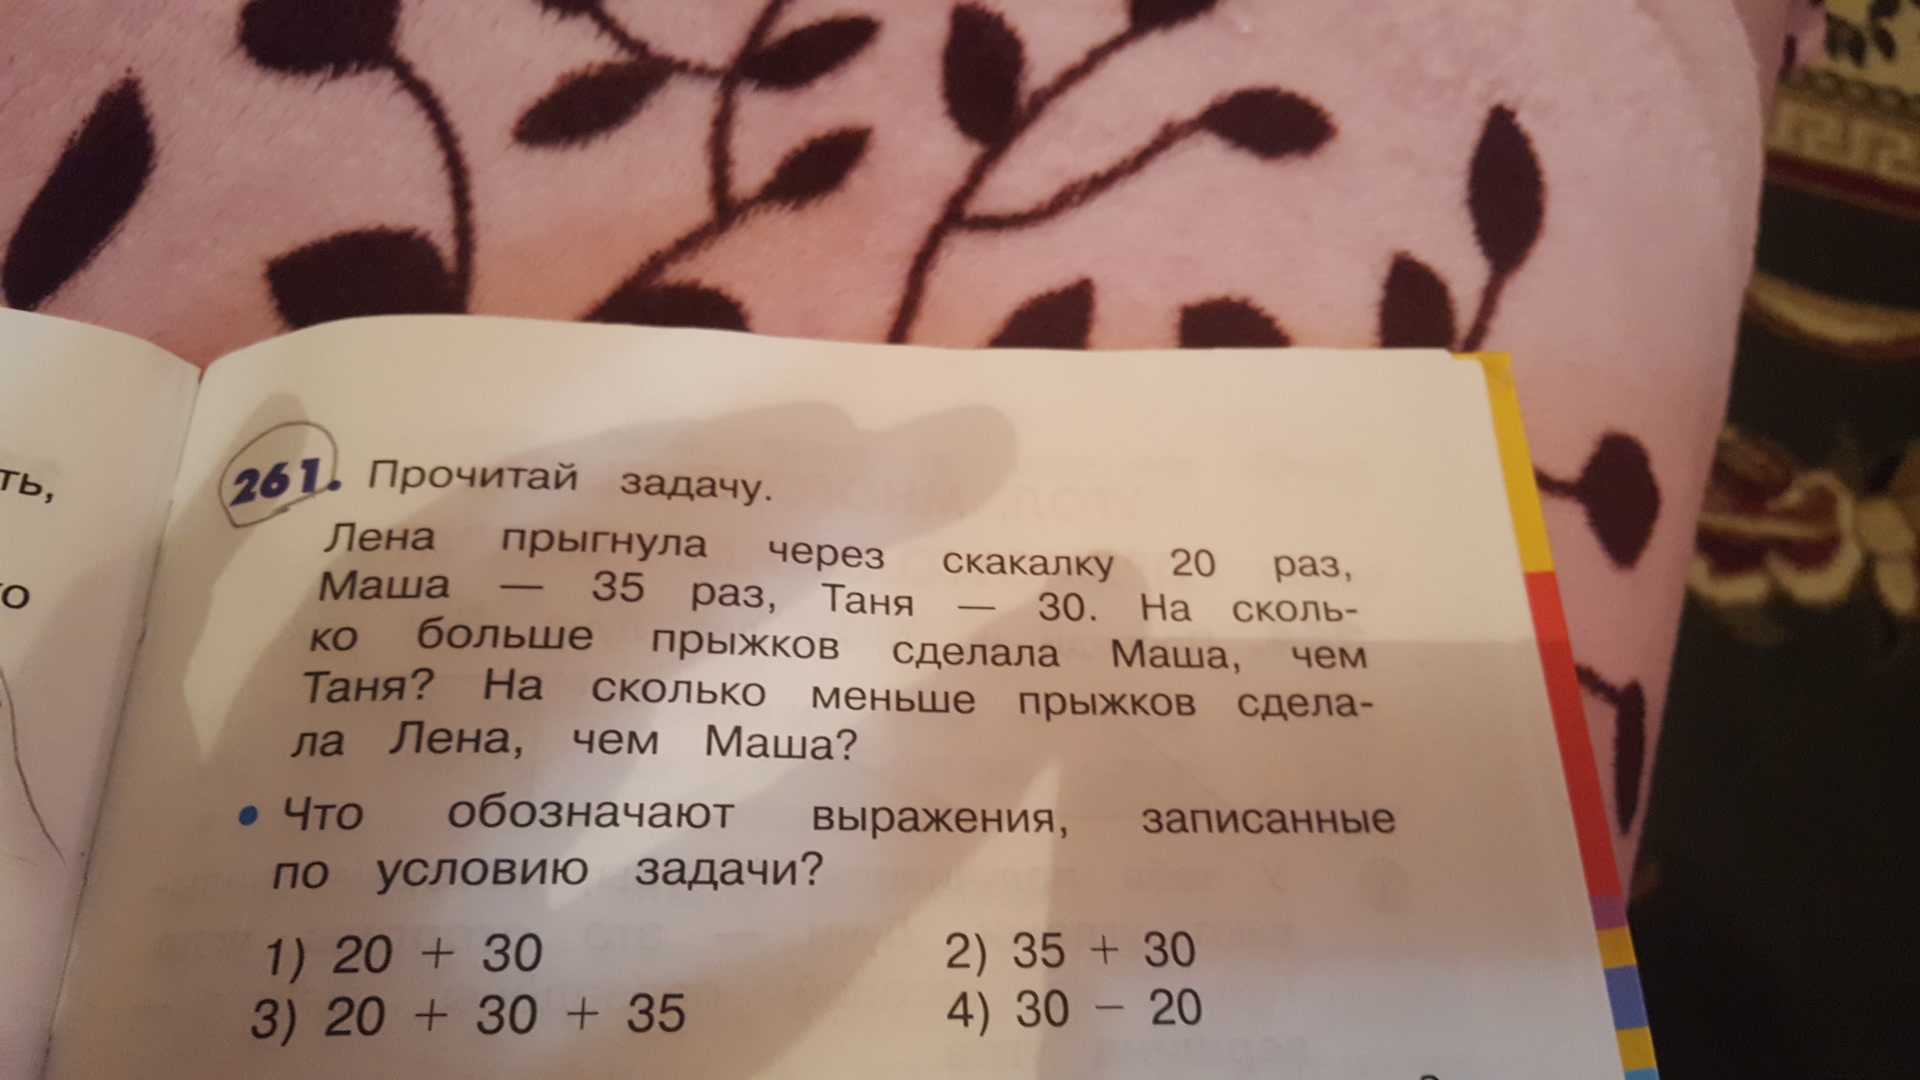 ть,
о
261. Прочитай задачу.
Лена прыгнула через скакалку 20 раз,
Маша — 35 раз, Таня — 30. На сколь-
ко больше прыжков сделала Маша, чем
Таня? На сколько меньше прыжков сдела-
ла Лена, чем Маша?
• Что обозначают выражения, записанные
по условию задачи?
1) 20 + 30 2) 35 + 30
3) 20 + 30 + 35 4) 30 − 20